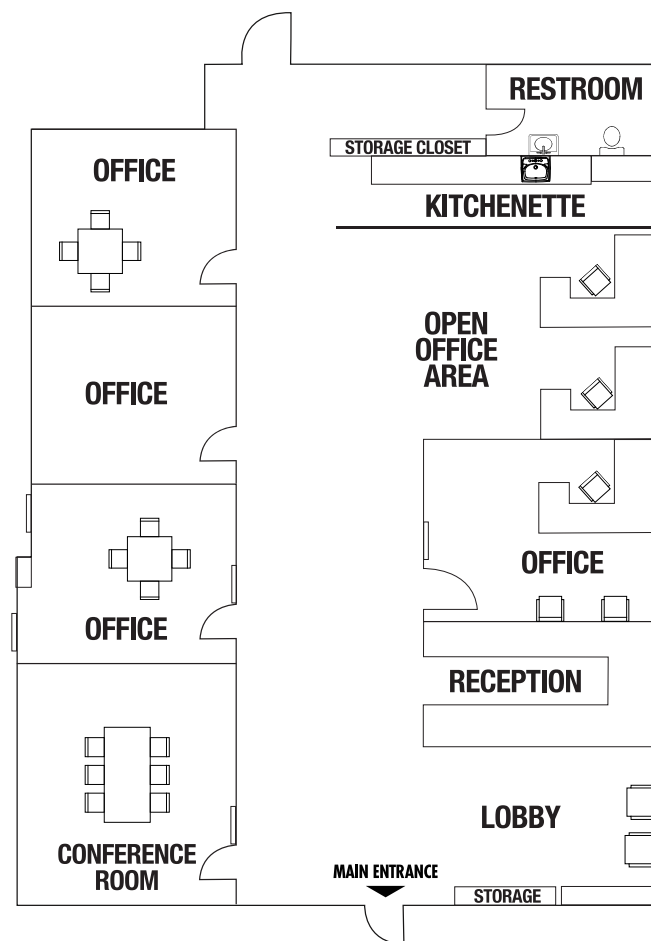 RESTROOM
STORAGE CLOSET
OFFICE
KITCHENETTE
OPEN
OFFICE
AREA
OFFICE
OFFICE
OFFICE
RECEPTION
LOBBY
CONFERENCE
ROOM
MAIN ENTRANCE
STORAGE